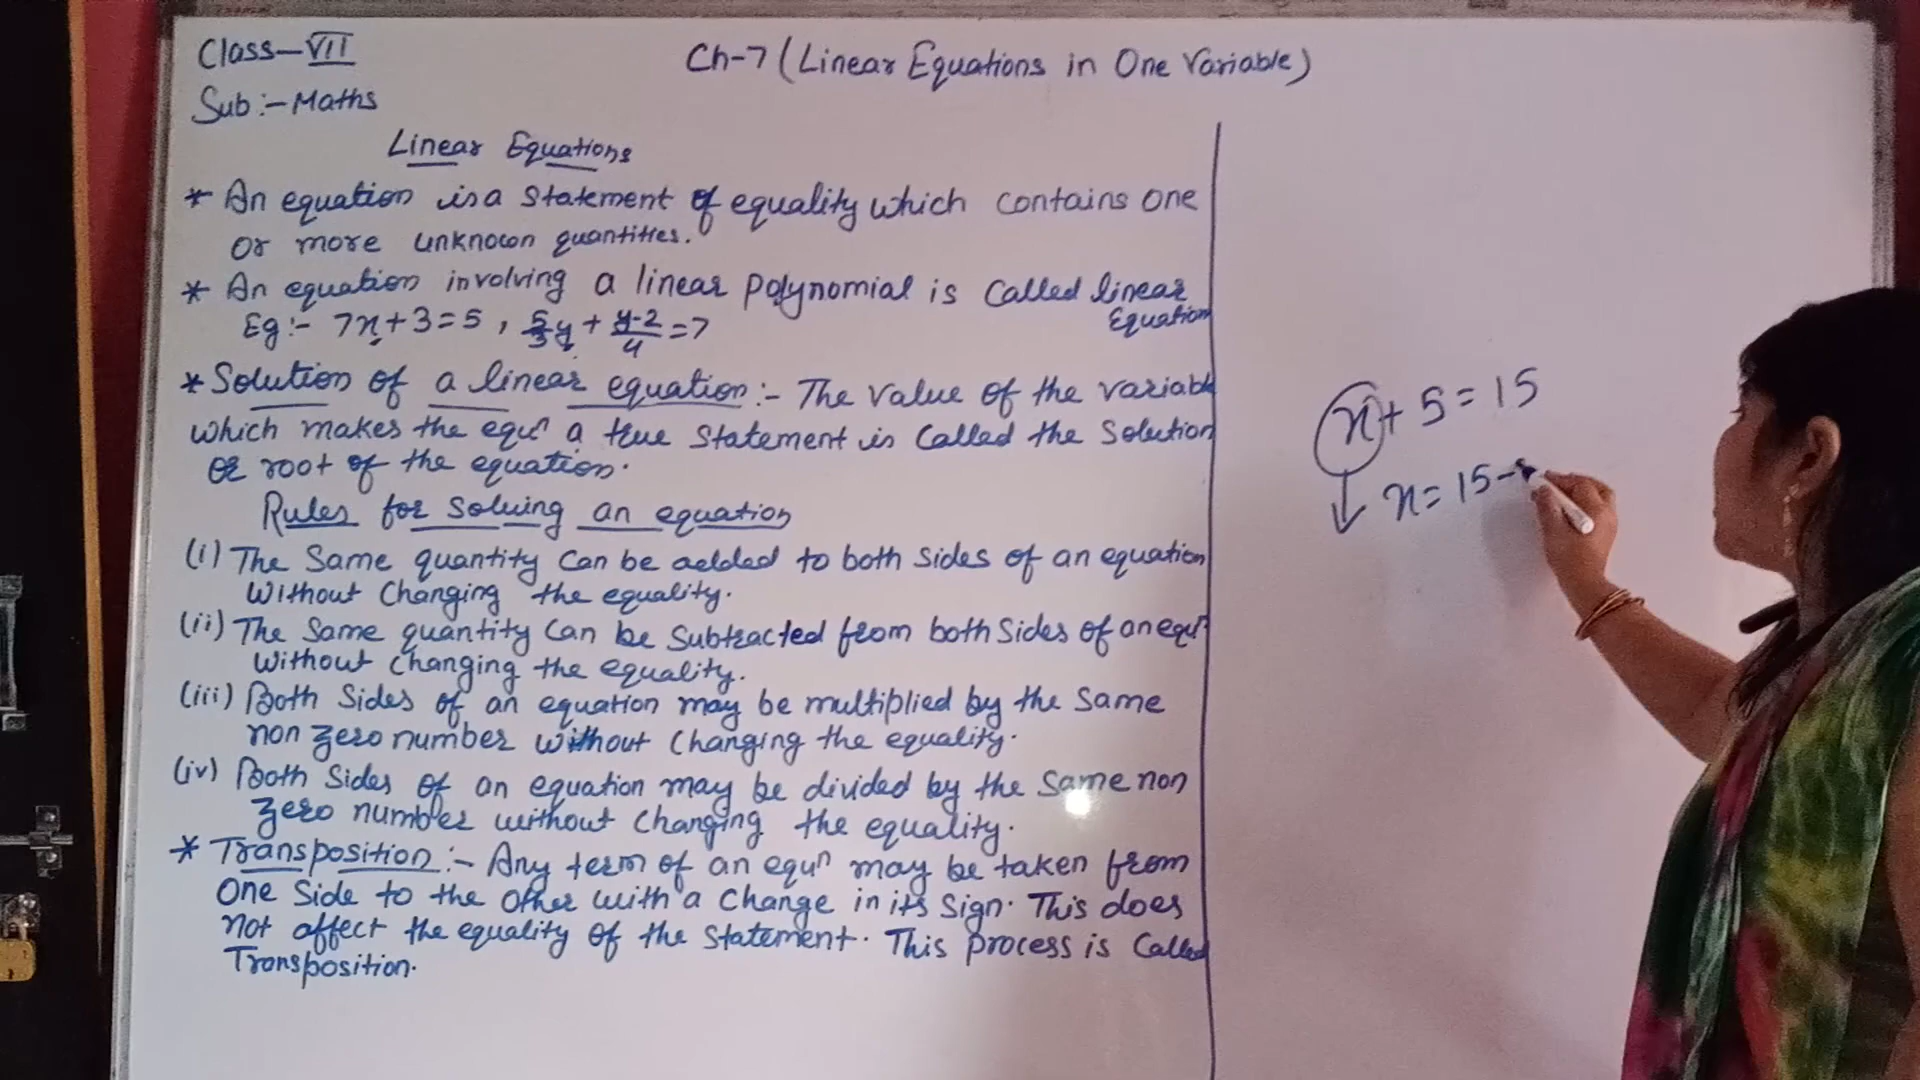 Class-VII
Sub:-Maths
Ch-7 (Linear Equations in One Variable)
Linear Equations
* An equation is a statement of equality which contains one
or more unknown quantities.
* An equation involving a linear polynomial is called linear
Equation
Eg:- 7x+3=5, 5/3 y + y-2/4 = 7
* Solution of a linear equation:- The value of the variable
which makes the equⁿ a true statement is called the solution
or root of the equation.
Rules for solving an equation
(i) The same quantity can be added to both sides of an equation
without changing the equality.
(ii) The same quantity can be subtracted from both sides of an equⁿ
without changing the equality.
(iii) Both sides of an equation may be multiplied by the same
non zero number without changing the equality.
(iv) Both sides of an equation may be divided by the same non
zero number without changing the equality.
* Transposition:- Any term of an equⁿ may be taken from
one side to the other with a change in its sign. This does
not affect the equality of the statement. This process is called
Transposition.
x+5=15
x=15-